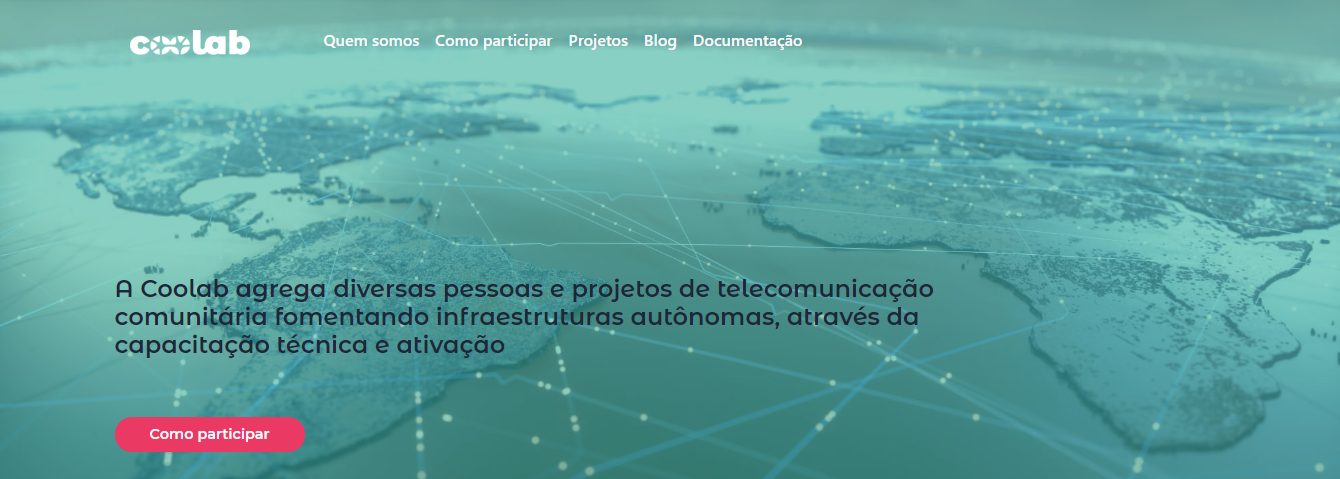 coolab
Quem somos Como participar Projetos Blog Documentação
A Coolab agrega diversas pessoas e projetos de telecomunicação
comunitária fomentando infraestruturas autônomas, através da
capacitação técnica e ativação
Como participar